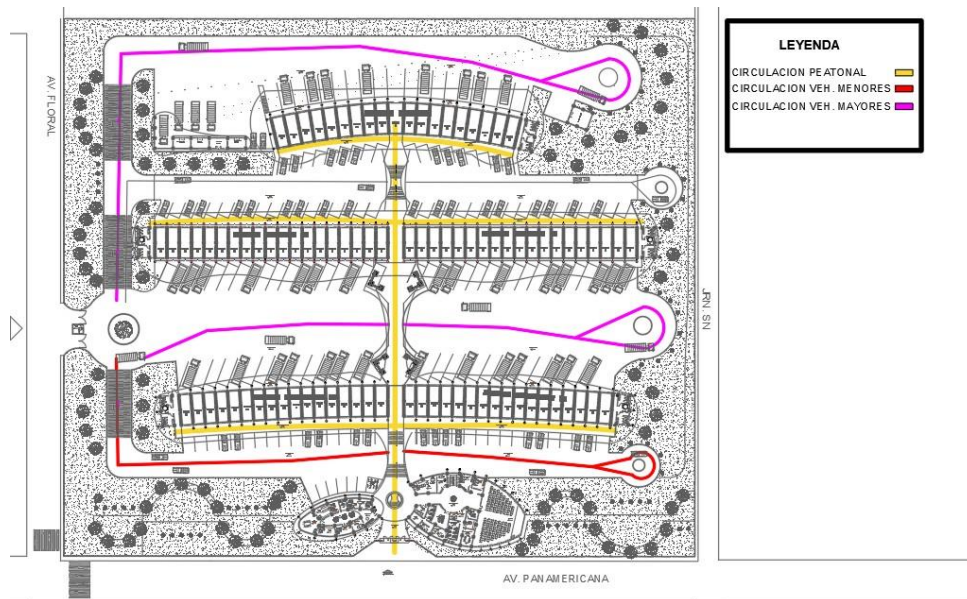 LEYENDA
CIRCULACION PEATONAL
CIRCULACION VEH. MENORES
CIRCULACION VEH. MAYORES
AV. FLORAL
JRN. SN
AV. PANAMERICANA